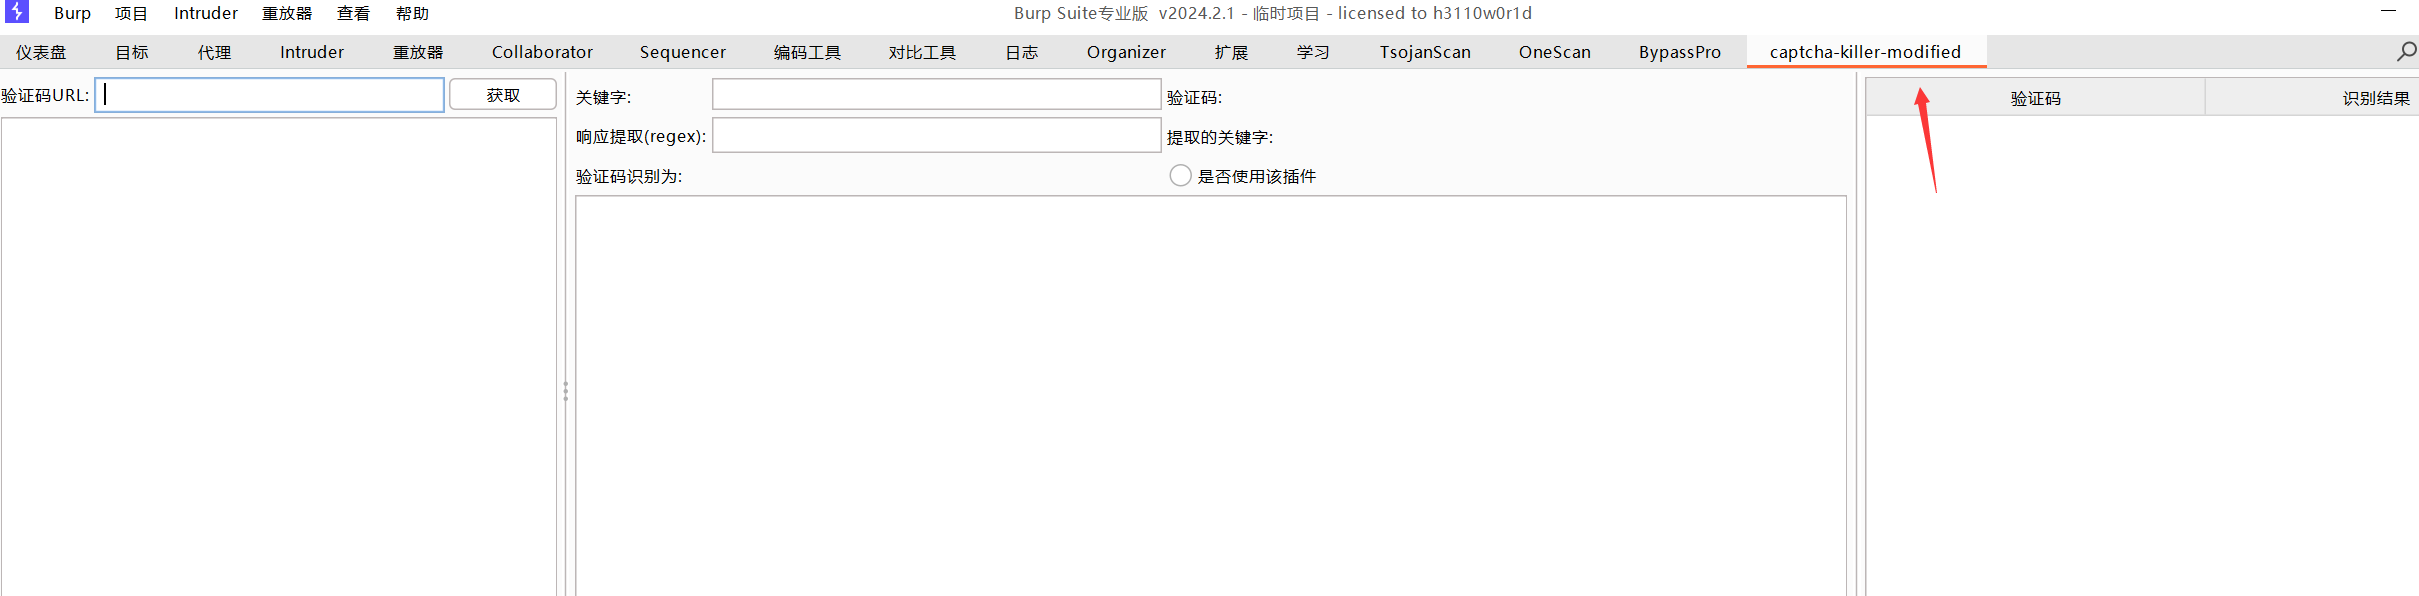 Burp 项目 Intruder 重放器 查看 帮助 Burp Suite专业版 v2024.2.1 - 临时项目 - licensed to h3110w0r1d
仪表盘 目标 代理 Intruder 重放器 Collaborator Sequencer 编码工具 对比工具 日志 Organizer 扩展 学习 TsojanScan OneScan BypassPro captcha-killer-modified
验证码URL: 获取 关键字: 验证码: 验证码 识别结果
响应提取(regex): 提取的关键字:
验证码识别为: 是否使用该插件